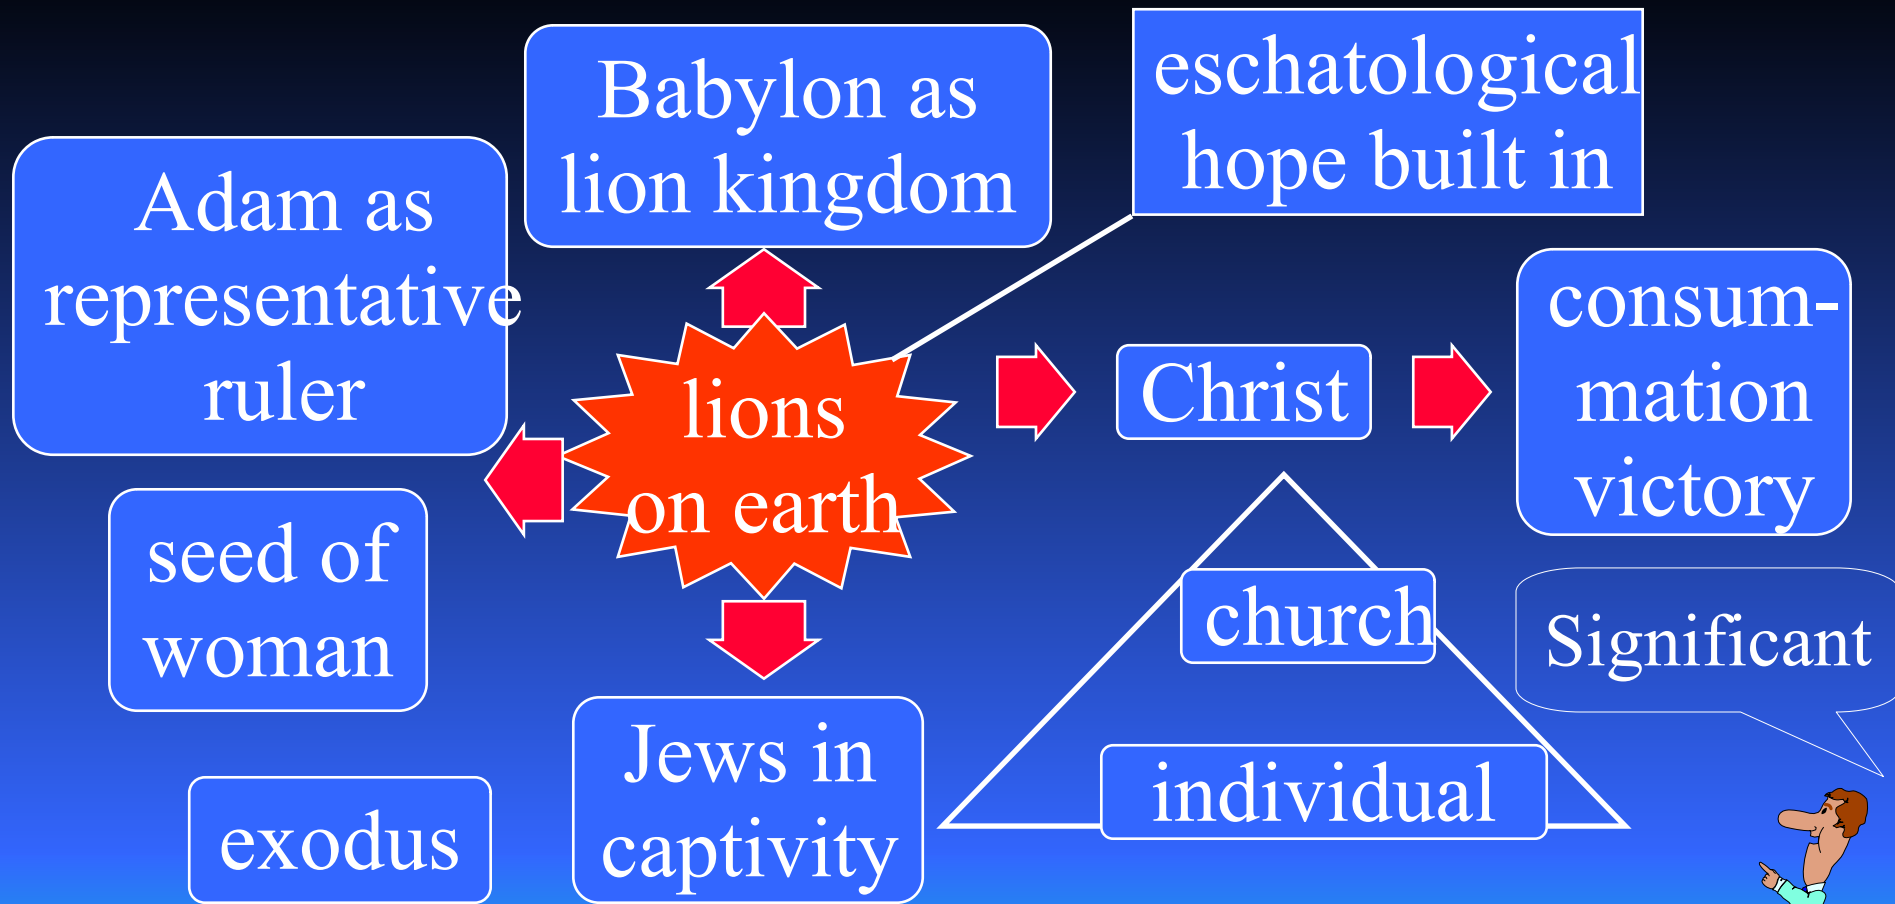 Babylon as
lion kingdom
eschatological
hope built in
Adam as
representative
ruler
lions
on earth
Christ
consum-
mation
victory
seed of
woman
church
Significant
Jews in
captivity
individual
exodus